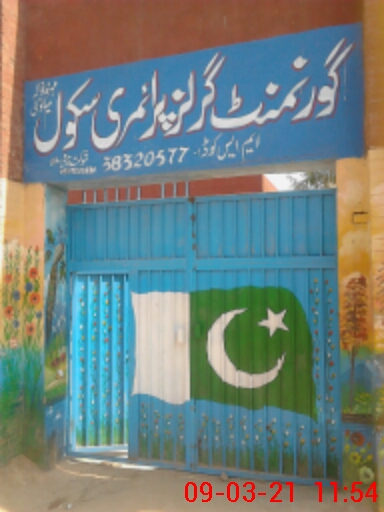 گورنمنٹ گرلز پرائمری سکول
ایم ایس کوڈ:۔ 38320577
09-03-21 11:54